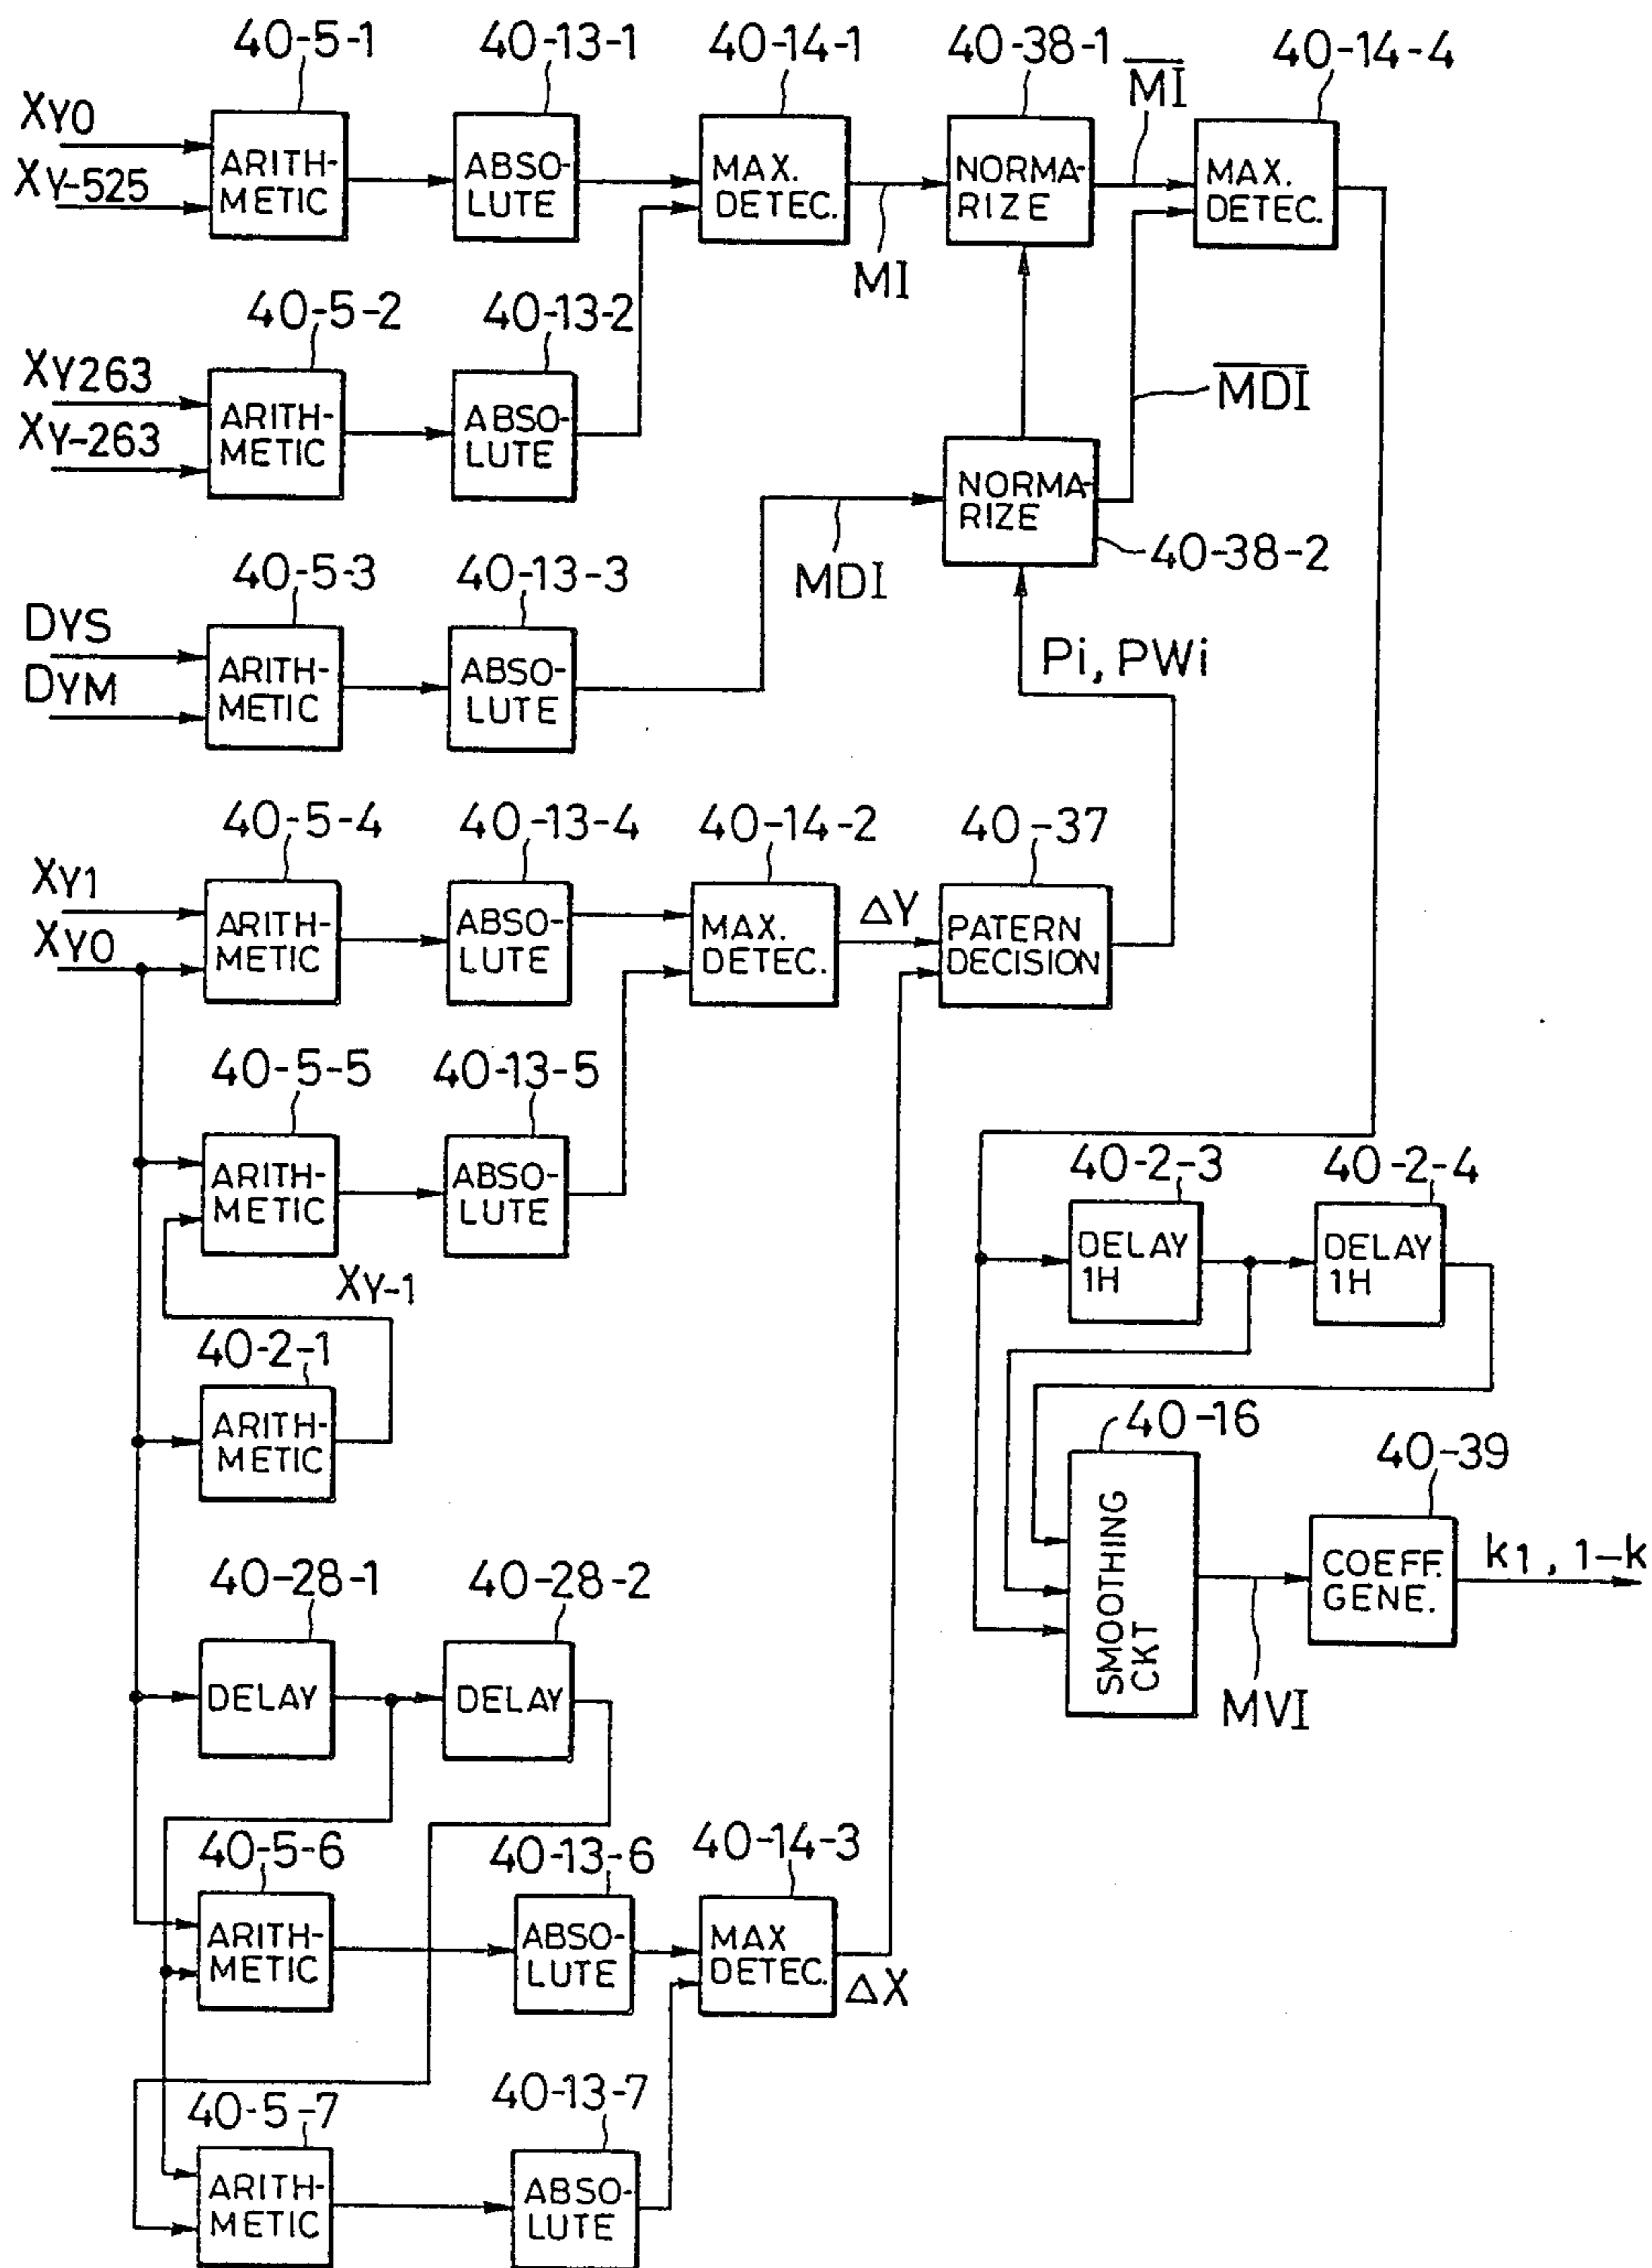 40-5-1
40-13-1
40-14-1
40-38-1
MI
40-14-4
XY0
XY-525
ARITH-
METIC
ABSO-
LUTE
MAX.
DETEC.
NORMA-
RIZE
MAX.
DETEC.
MI
40-5-2
40-13-2
XY263
XY-263
ARITH-
METIC
ABSO-
LUTE
MDI
NORMA-
RIZE
40-38-2
MDI
40-5-3
40-13-3
DYS
DYM
ARITH-
METIC
ABSO-
LUTE
Pi, PWi
40-5-4
40-13-4
40-14-2
40-37
XY1
XY0
ARITH-
METIC
ABSO-
LUTE
MAX.
DETEC.
ΔY
PATERN
DECISION
40-5-5
40-13-5
ARITH-
METIC
ABSO-
LUTE
XY-1
40-2-3
40-2-4
DELAY
1H
DELAY
1H
40-2-1
ARITH-
METIC
40-16
40-39
SMOOTHING
CKT
COEFF.
GENE.
k1, 1-k
MVI
40-28-1
40-28-2
DELAY
DELAY
40-5-6
40-13-6
40-14-3
ARITH-
METIC
ABSO-
LUTE
MAX
DETEC.
ΔX
40-5-7
40-13-7
ARITH-
METIC
ABSO-
LUTE